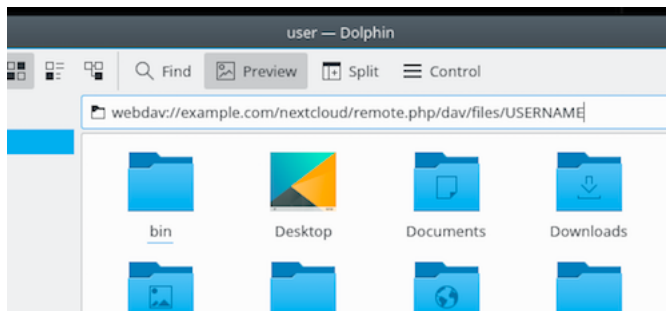 user — Dolphin
Find Preview Split Control
webdav://example.com/nextcloud/remote.php/dav/files/USERNAME
bin Desktop Documents Downloads